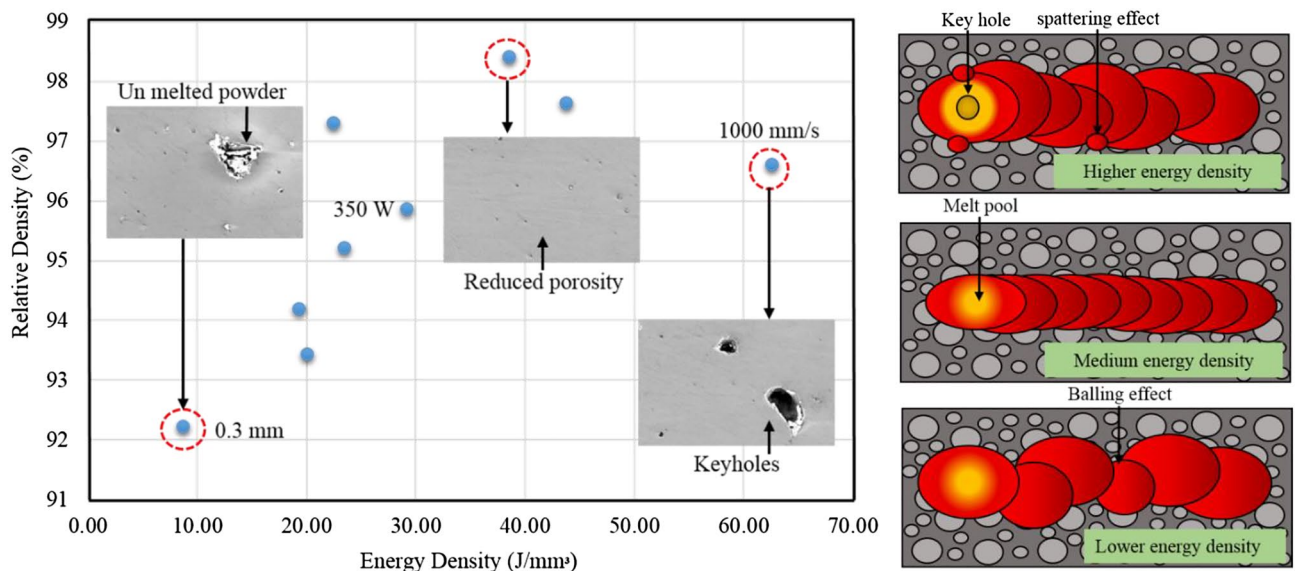 Relative Density (%)
99
98
97
96
95
94
93
92
91
0.00
10.00
20.00
30.00
40.00
50.00
60.00
70.00
Energy Density (J/mm³)
Un melted powder
350 W
Reduced porosity
1000 mm/s
Keyholes
0.3 mm
Key hole
spattering effect
Higher energy density
Melt pool
Medium energy density
Balling effect
Lower energy density